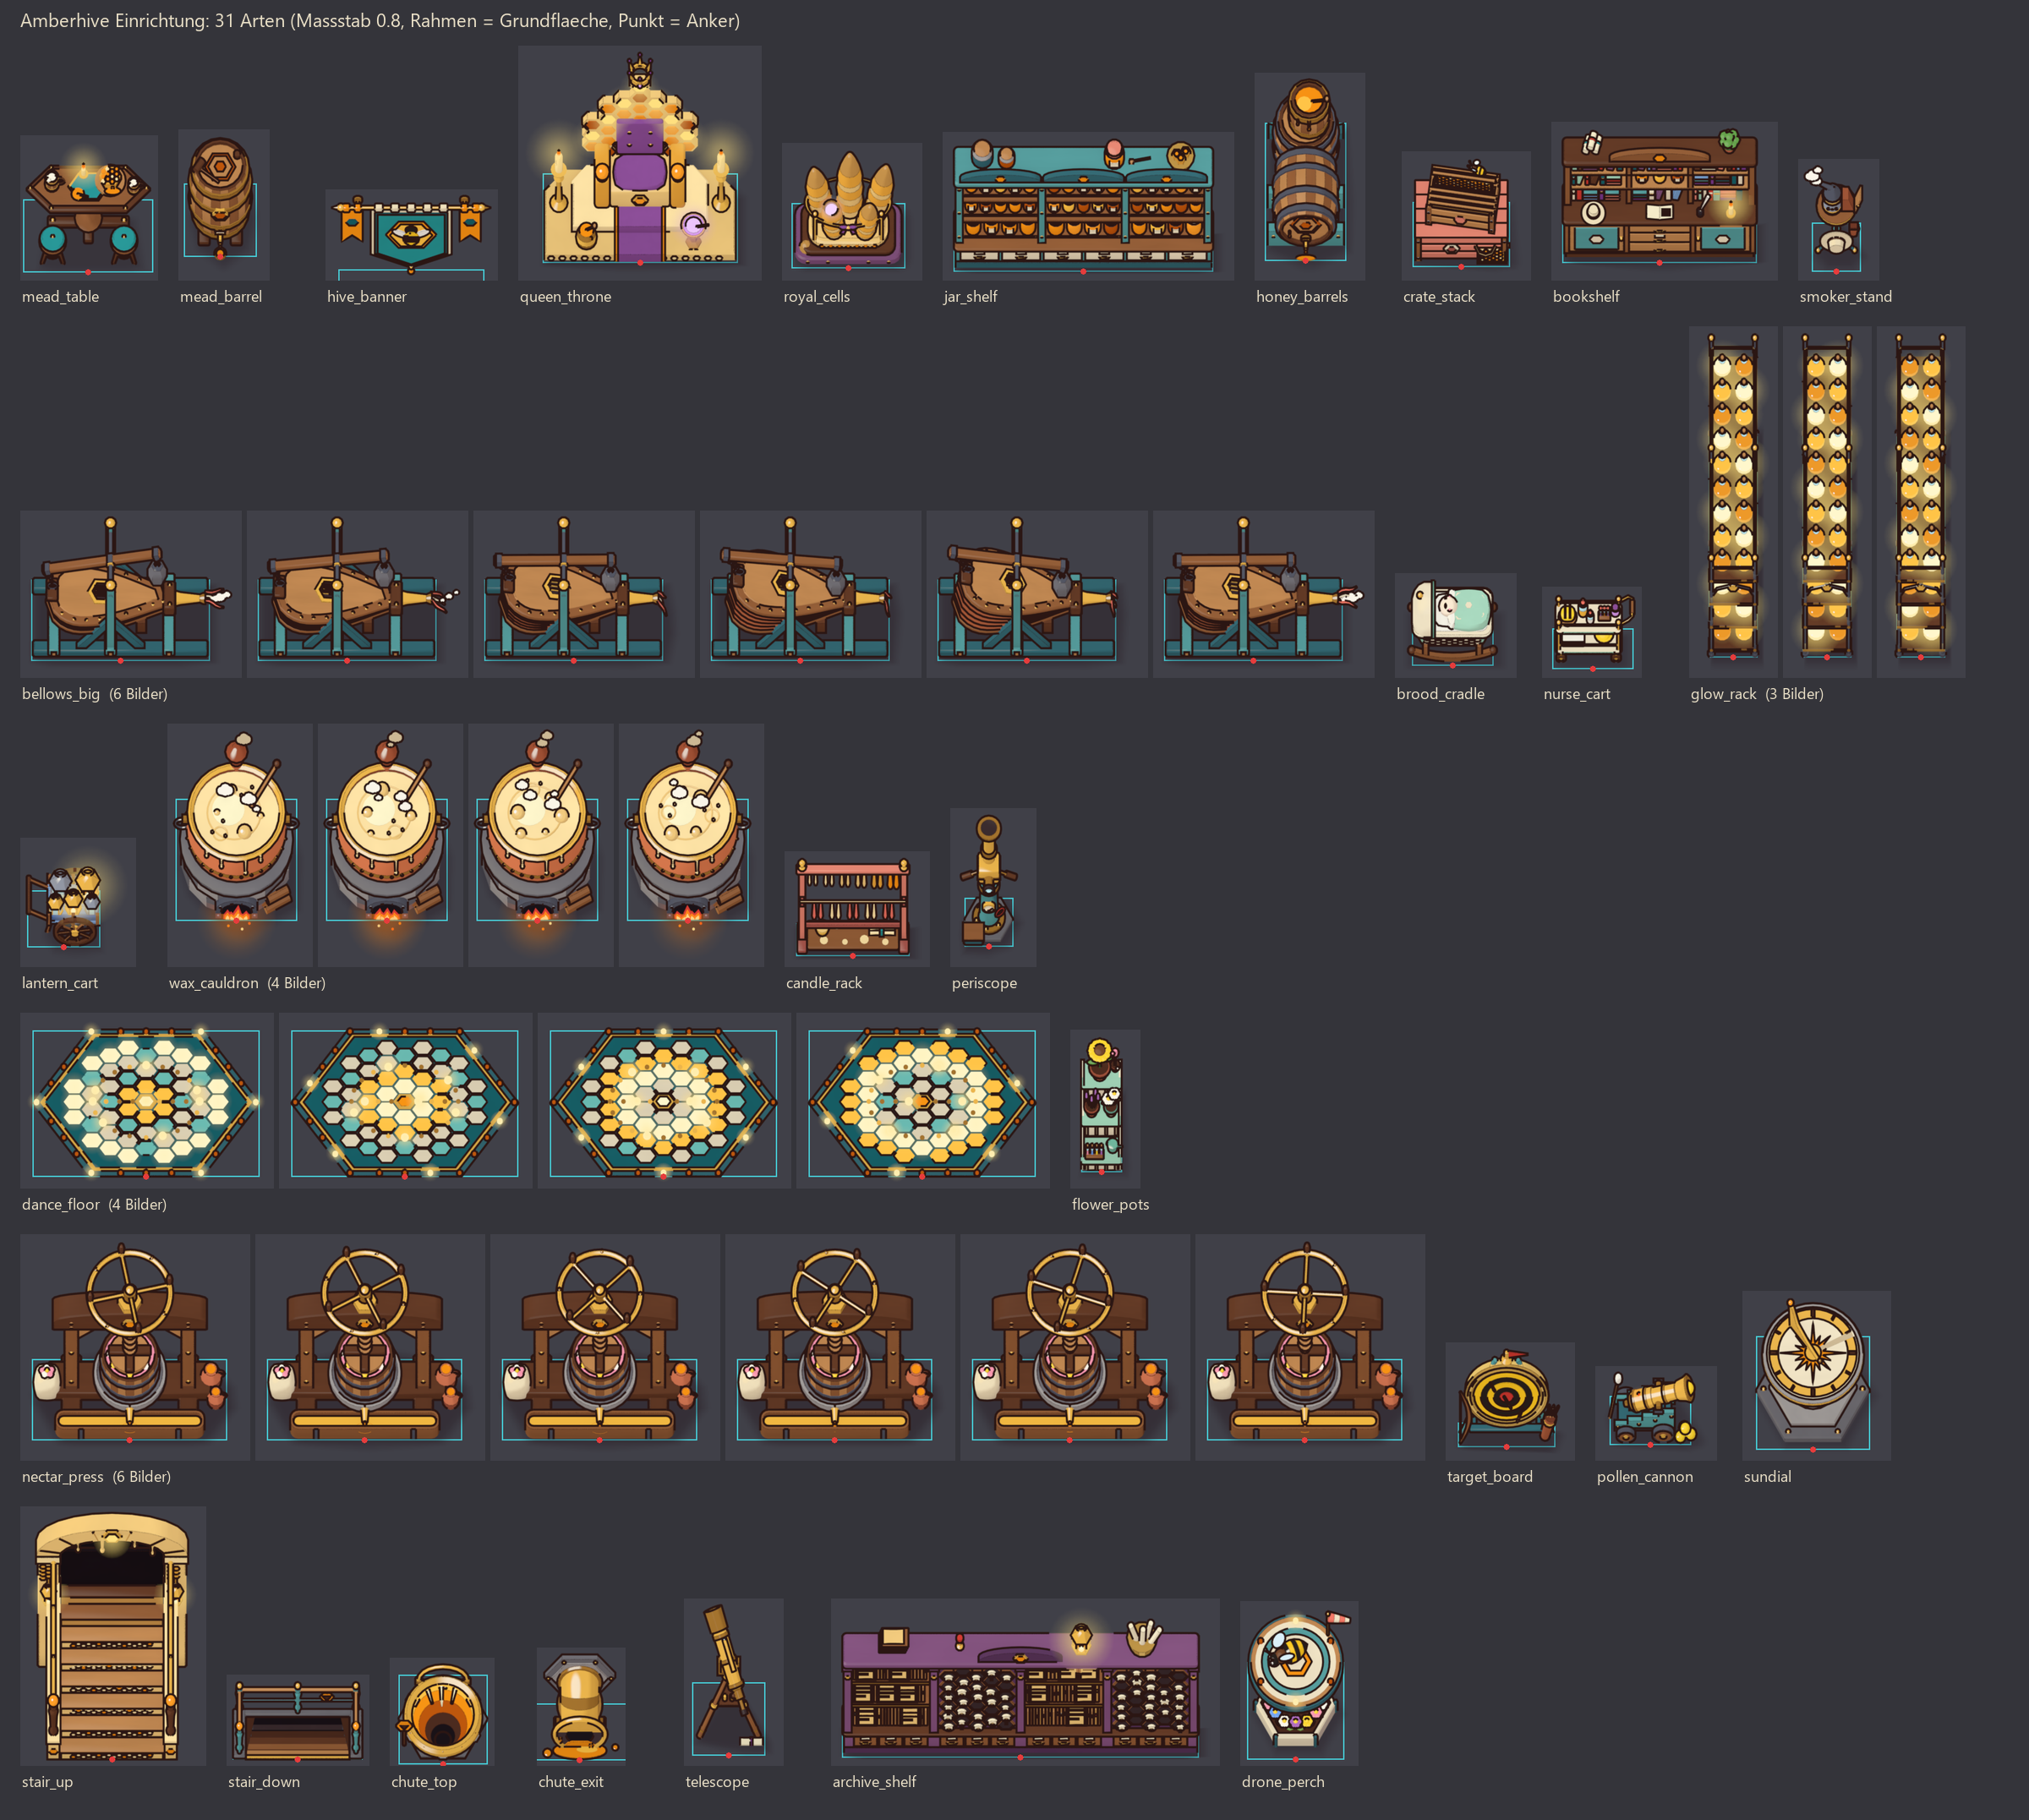 Amberhive Einrichtung: 31 Arten (Massstab 0.8, Rahmen = Grundflaeche, Punkt = Anker)
mead_table
mead_barrel
hive_banner
queen_throne
royal_cells
jar_shelf
honey_barrels
crate_stack
bookshelf
smoker_stand
bellows_big (6 Bilder)
brood_cradle
nurse_cart
glow_rack (3 Bilder)
lantern_cart
wax_cauldron (4 Bilder)
candle_rack
periscope
dance_floor (4 Bilder)
flower_pots
nectar_press (6 Bilder)
target_board
pollen_cannon
sundial
stair_up
stair_down
chute_top
chute_exit
telescope
archive_shelf
drone_perch